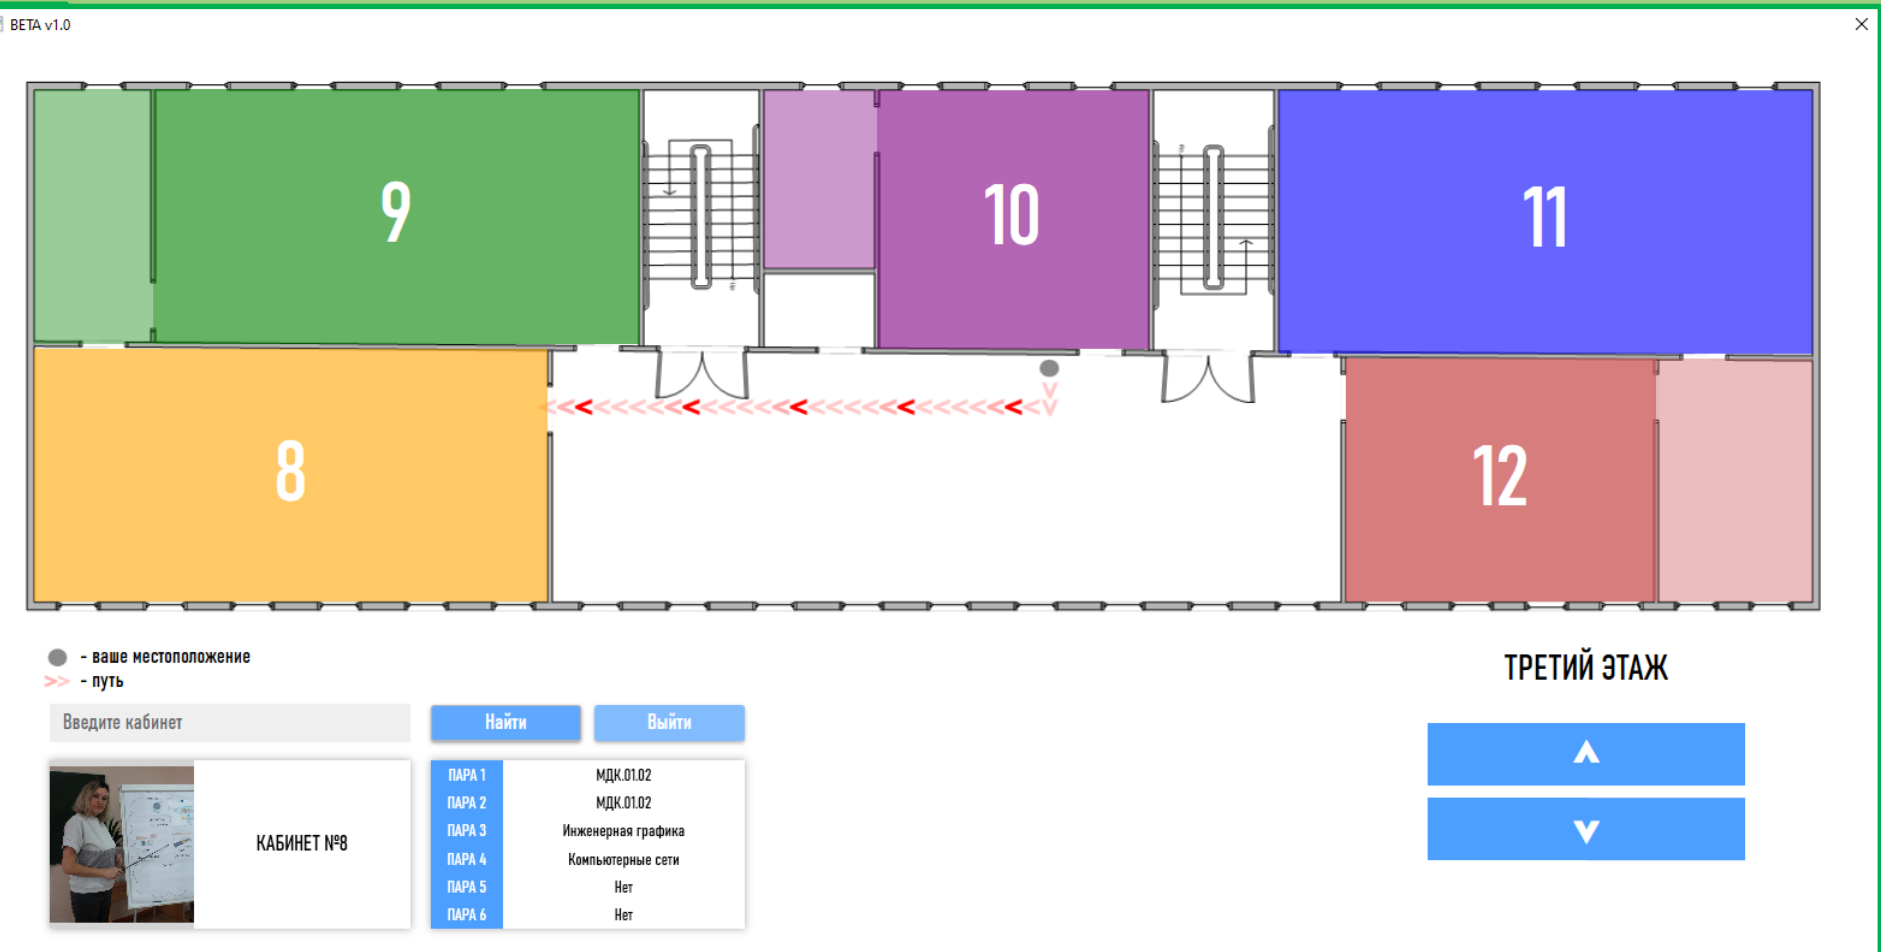 BETA v1.0
9
10
11
8
12
- ваше местоположение
- путь
ТРЕТИЙ ЭТАЖ
Введите кабинет
Найти
Выйти
КАБИНЕТ №8
ПАРА 1 МДК.01.02
ПАРА 2 МДК.01.02
ПАРА 3 Инженерная графика
ПАРА 4 Компьютерные сети
ПАРА 5 Нет
ПАРА 6 Нет